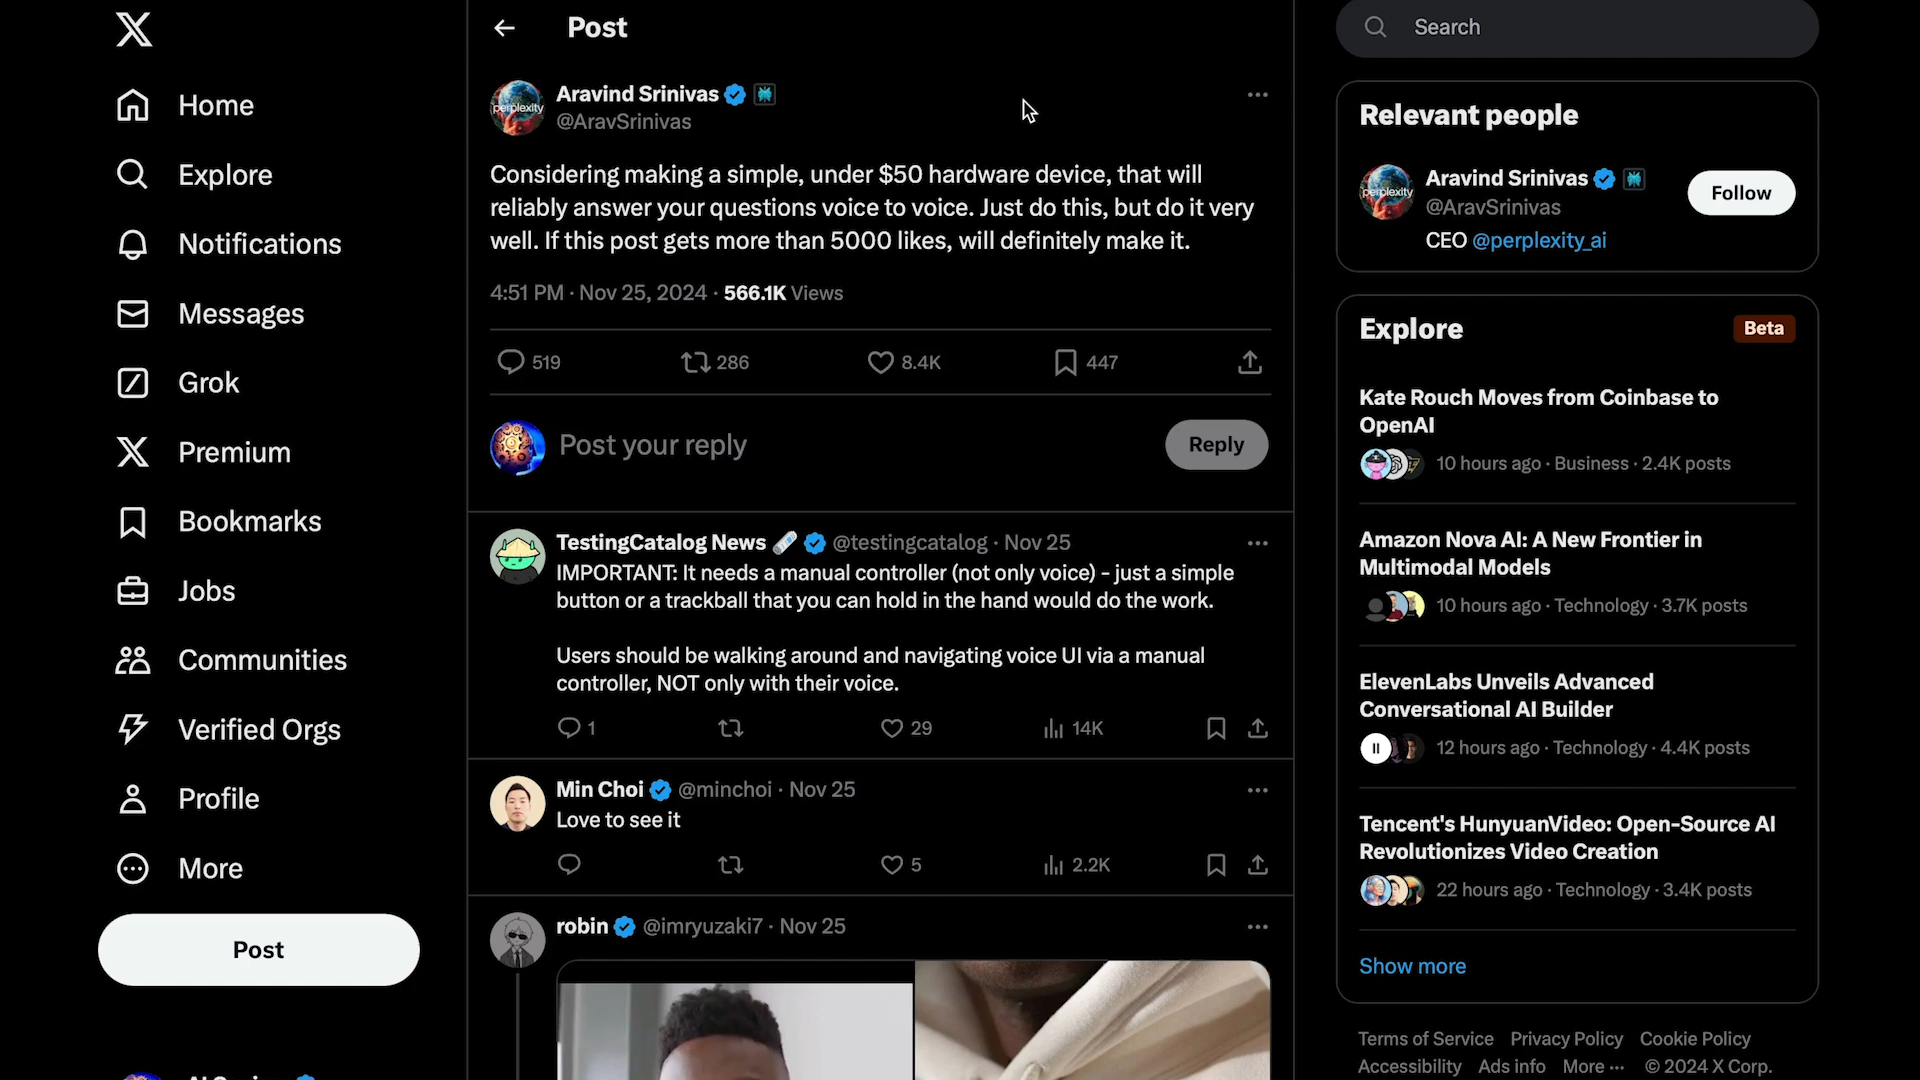 Home
Explore
Notifications
Messages
Grok
Premium
Bookmarks
Jobs
Communities
Verified Orgs
Profile
More
Post
Post
Aravind Srinivas
@AravSrinivas
Considering making a simple, under $50 hardware device, that will
reliably answer your questions voice to voice. Just do this, but do it very
well. If this post gets more than 5000 likes, will definitely make it.
4:51 PM · Nov 25, 2024 · 566.1K Views
519 286 8.4K 447
Post your reply
Reply
TestingCatalog News @testingcatalog · Nov 25
IMPORTANT: It needs a manual controller (not only voice) - just a simple
button or a trackball that you can hold in the hand would do the work.
Users should be walking around and navigating voice UI via a manual
controller, NOT only with their voice.
1 29 14K
Min Choi @minchoi · Nov 25
Love to see it
5 2.2K
robin @imryuzaki7 · Nov 25
Search
Relevant people
Aravind Srinivas
@AravSrinivas
Follow
CEO @perplexity_ai
Explore
Beta
Kate Rouch Moves from Coinbase to
OpenAI
10 hours ago · Business · 2.4K posts
Amazon Nova AI: A New Frontier in
Multimodal Models
10 hours ago · Technology · 3.7K posts
ElevenLabs Unveils Advanced
Conversational AI Builder
12 hours ago · Technology · 4.4K posts
Tencent's HunyuanVideo: Open-Source AI
Revolutionizes Video Creation
22 hours ago · Technology · 3.4K posts
Show more
Terms of Service Privacy Policy Cookie Policy
Accessibility Ads info More ··· © 2024 X Corp.